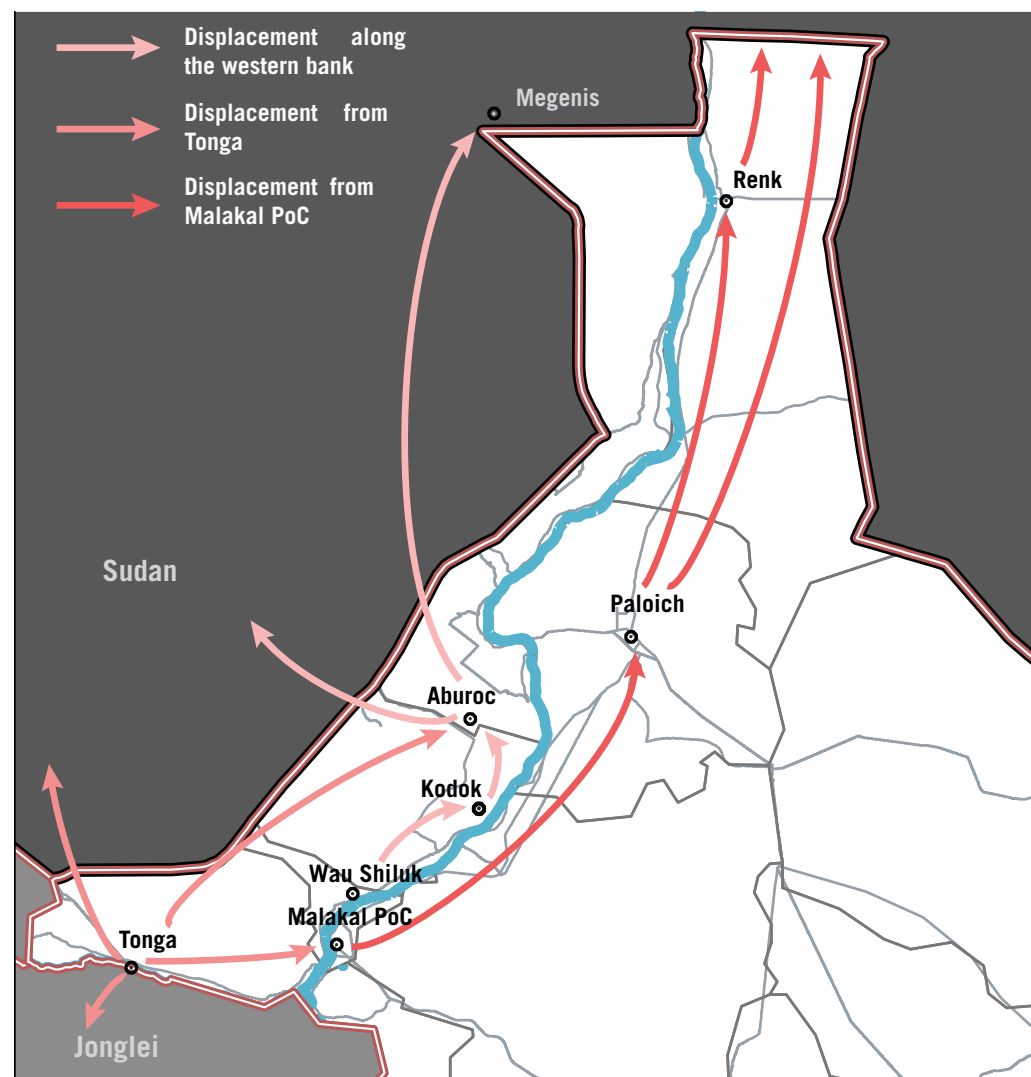 Displacement along
the western bank
Displacement from
Tonga
Displacement from
Malakal PoC
Megenis
Renk
Sudan
Paloich
Aburoc
Kodok
Wau Shiluk
Malakal PoC
Tonga
Jonglei